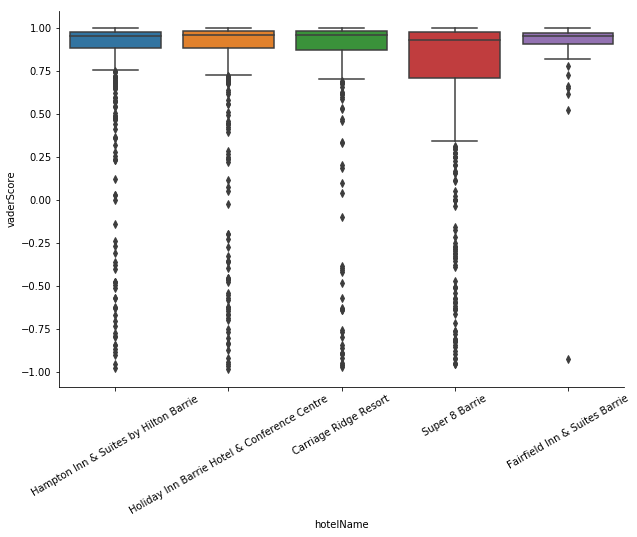 1.00
0.75
0.50
0.25
0.00
−0.25
−0.50
−0.75
−1.00
vaderScore
Hampton Inn & Suites by Hilton Barrie
Holiday Inn Barrie Hotel & Conference Centre
Carriage Ridge Resort
Super 8 Barrie
Fairfield Inn & Suites Barrie
hotelName